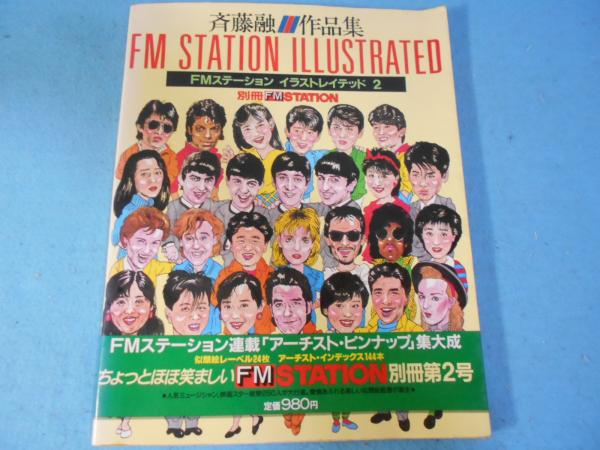 斉藤融作品集
FM STATION ILLUSTRATED
FMステーション イラストレイテッド 2
別冊FM STATION
FMステーション連載「アーチスト・ピンナップ」集大成
似顔絵レーベル24枚 アーチスト・インデックス144本
ちょっとほほ笑ましいFM STATION別冊第2号
定価980円